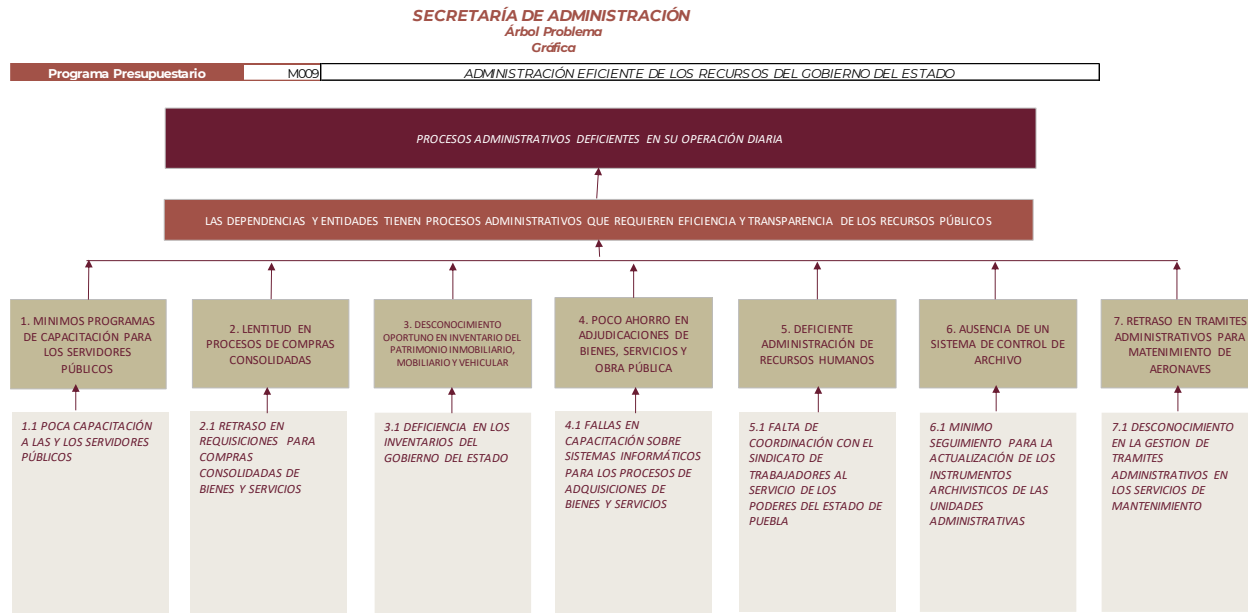 SECRETARÍA DE ADMINISTRACIÓN
Árbol Problema
Gráfica
Programa Presupuestario M009 ADMINISTRACIÓN EFICIENTE DE LOS RECURSOS DEL GOBIERNO DEL ESTADO
PROCESOS ADMINISTRATIVOS DEFICIENTES EN SU OPERACIÓN DIARIA
LAS DEPENDENCIAS Y ENTIDADES TIENEN PROCESOS ADMINISTRATIVOS QUE REQUIEREN EFICIENCIA Y TRANSPARENCIA DE LOS RECURSOS PÚBLICOS
1. MINIMOS PROGRAMAS
DE CAPACITACIÓN PARA
LOS SERVIDORES
PÚBLICOS
2. LENTITUD EN
PROCESOS DE COMPRAS
CONSOLIDADAS
3. DESCONOCIMIENTO
OPORTUNO EN INVENTARIO DEL
PATRIMONIO INMOBILIARIO,
MOBILIARIO Y VEHICULAR
4. POCO AHORRO EN
ADJUDICACIONES DE
BIENES, SERVICIOS Y
OBRA PÚBLICA
5. DEFICIENTE
ADMINISTRACIÓN DE
RECURSOS HUMANOS
6. AUSENCIA DE UN
SISTEMA DE CONTROL DE
ARCHIVO
7. RETRASO EN TRAMITES
ADMINISTRATIVOS PARA
MATENIMIENTO DE
AERONAVES
1.1 POCA CAPACITACIÓN
A LAS Y LOS SERVIDORES
PÚBLICOS
2.1 RETRASO EN
REQUISICIONES PARA
COMPRAS
CONSOLIDADAS DE
BIENES Y SERVICIOS
3.1 DEFICIENCIA EN LOS
INVENTARIOS DEL
GOBIERNO DEL ESTADO
4.1 FALLAS EN
CAPACITACIÓN SOBRE
SISTEMAS INFORMÁTICOS
PARA LOS PROCESOS DE
ADQUISICIONES DE
BIENES Y SERVICIOS
5.1 FALTA DE
COORDINACIÓN CON EL
SINDICATO DE
TRABAJADORES AL
SERVICIO DE LOS
PODERES DEL ESTADO DE
PUEBLA
6.1 MINIMO
SEGUIMIENTO PARA LA
ACTUALIZACIÓN DE LOS
INSTRUMENTOS
ARCHIVISTICOS DE LAS
UNIDADES
ADMINISTRATIVAS
7.1 DESCONOCIMIENTO
EN LA GESTION DE
TRAMITES
ADMINISTRATIVOS EN
LOS SERVICIOS DE
MANTENIMIENTO